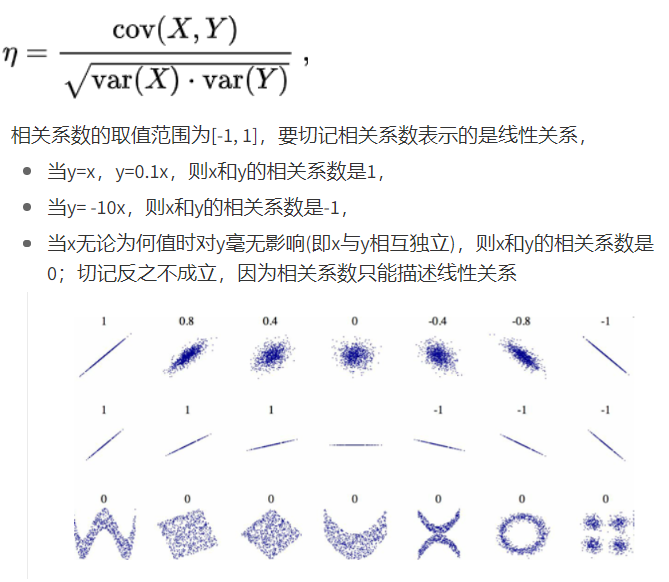 η = cov(X, Y) / √(var(X) · var(Y)) ,
相关系数的取值范围为[-1, 1]，要切记相关系数表示的是线性关系，
当y=x，y=0.1x，则x和y的相关系数是1，
当y= -10x，则x和y的相关系数是-1，
当x无论为何值时对y毫无影响(即x与y相互独立)，则x和y的相关系数是
0；切记反之不成立，因为相关系数只能描述线性关系
1 0.8 0.4 0 -0.4 -0.8 -1
1 1 1 -1 -1 -1
0 0 0 0 0 0 0